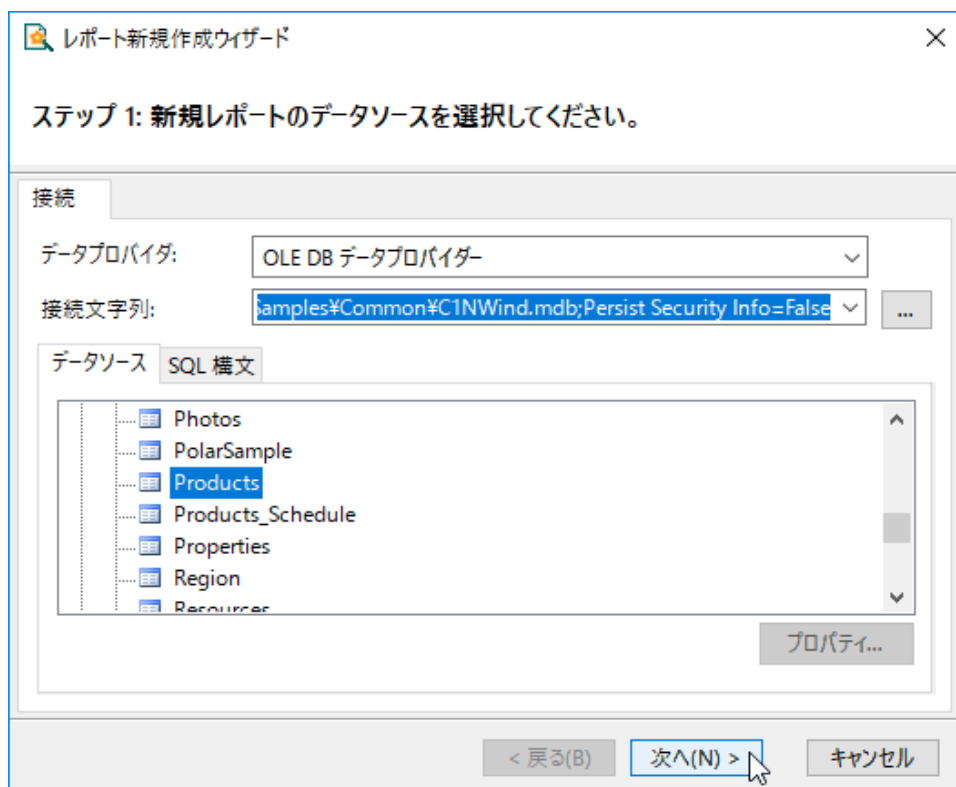 レポート新規作成ウィザード
ステップ 1: 新規レポートのデータソースを選択してください。
接続
データプロバイダ:
OLE DB データプロバイダー
接続文字列:
Samples¥Common¥C1NWind.mdb;Persist Security Info=False
...
データソース
SQL 構文
Photos
PolarSample
Products
Products_Schedule
Properties
Region
Resources
プロパティ...
< 戻る(B)
次へ(N) >
キャンセル